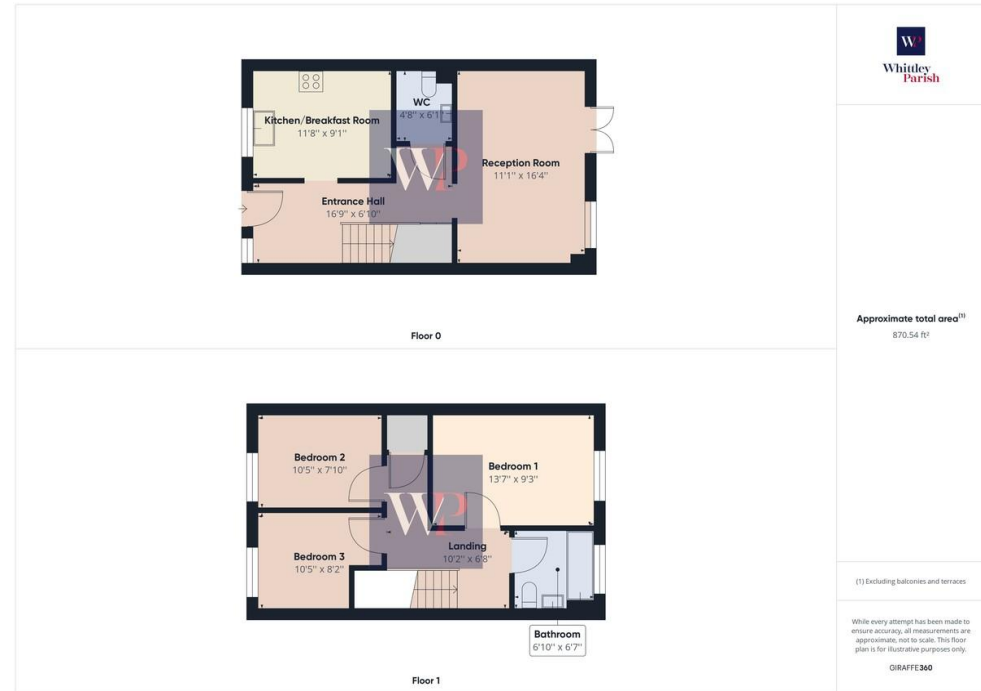 Kitchen/Breakfast Room
11'8" x 9'1"
WC
4'8" x 6'1"
Reception Room
11'1" x 16'4"
Entrance Hall
16'9" x 6'10"
WP
Floor 0
Bedroom 2
10'5" x 7'10"
Bedroom 1
13'7" x 9'3"
WP
Bedroom 3
10'5" x 8'2"
Landing
10'2" x 6'8"
Bathroom
6'10" x 6'7"
Floor 1
WP
Whittley
Parish
Approximate total area(1)
870.54 ft²
(1) Excluding balconies and terraces
While every attempt has been made to
ensure accuracy, all measurements are
approximate, not to scale. This floor
plan is for illustrative purposes only.
GIRAFFE360